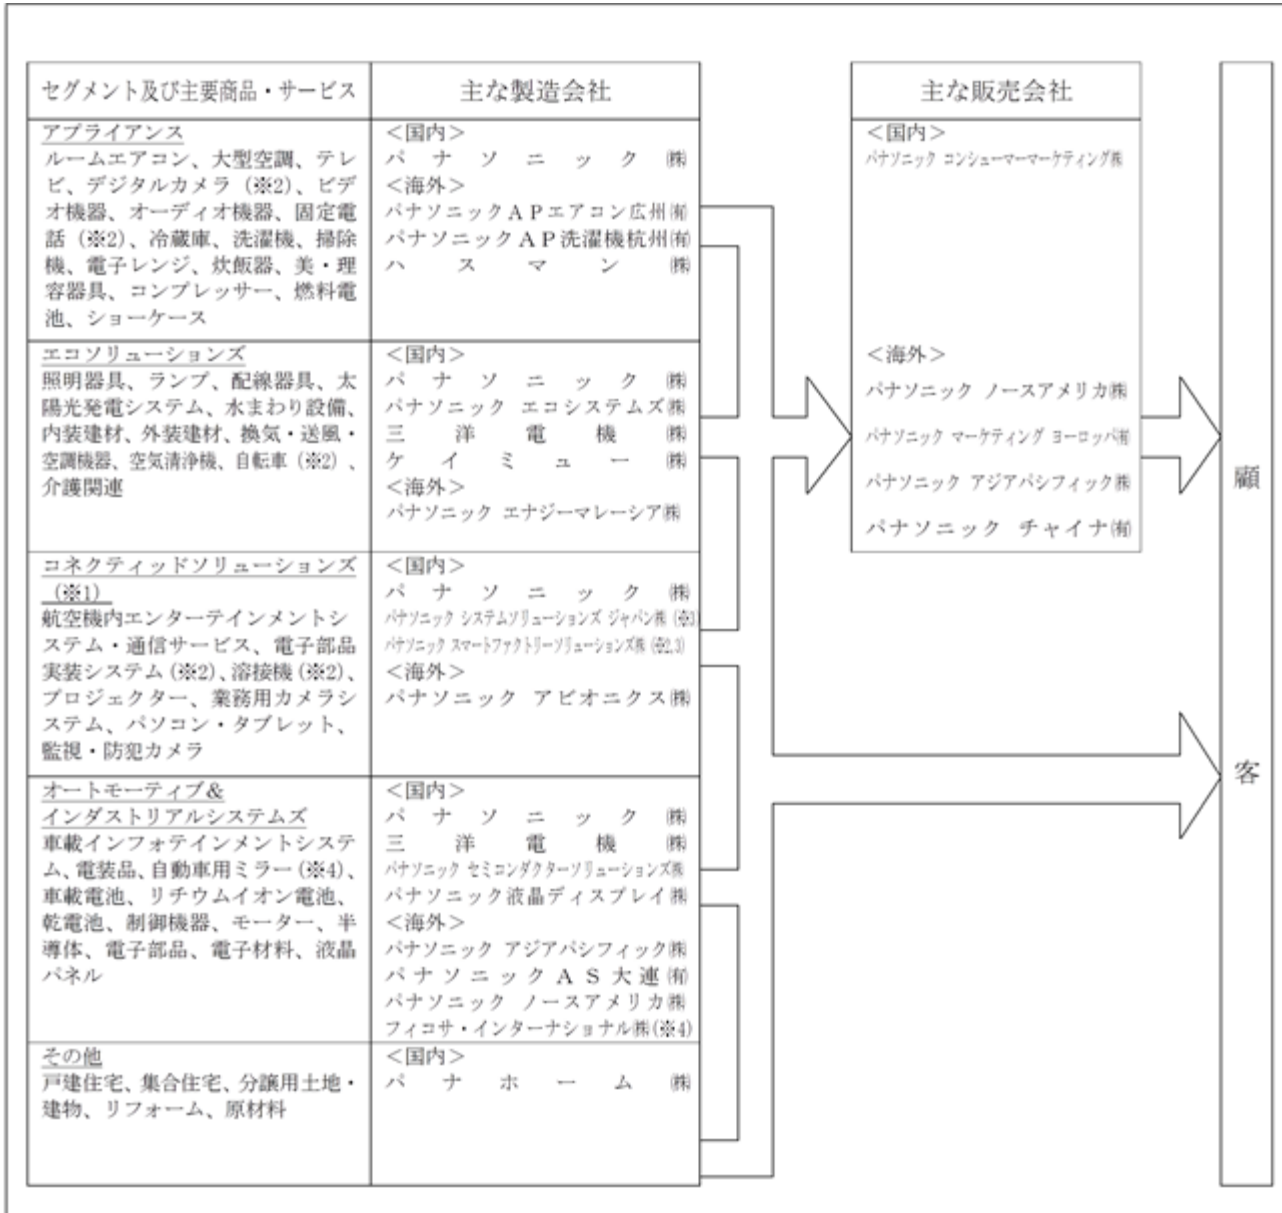 セグメント及び主要商品・サービス
主な製造会社
主な販売会社
アプライアンス
ルームエアコン、大型空調、テレ
ビ、デジタルカメラ（※2）、ビデ
オ機器、オーディオ機器、固定電
話（※2）、冷蔵庫、洗濯機、掃除
機、電子レンジ、炊飯器、美・理
容器具、コンプレッサー、燃料電
池、ショーケース
＜国内＞
パナソニック㈱
＜海外＞
パナソニックＡＰエアコン広州㈲
パナソニックＡＰ洗濯機杭州㈲
ハスマン㈱
エコソリューションズ
照明器具、ランプ、配線器具、太
陽光発電システム、水まわり設備、
内装建材、外装建材、換気・送風・
空調機器、空気清浄機、自転車（※2）、
介護関連
＜国内＞
パナソニック㈱
パナソニック エコシステムズ㈱
三洋電機㈱
ケイミュー㈱
＜海外＞
パナソニック エナジーマレーシア㈱
コネクティッドソリューションズ
（※1）
航空機内エンターテインメントシ
ステム・通信サービス、電子部品
実装システム（※2）、溶接機（※2）、
プロジェクター、業務用カメラシ
ステム、パソコン・タブレット、
監視・防犯カメラ
＜国内＞
パナソニック㈱
パナソニック システムソリューションズ ジャパン㈱（※3）
パナソニック スマートファクトリーソリューションズ㈱（※2,3）
＜海外＞
パナソニック アビオニクス㈱
オートモーティブ＆
インダストリアルシステムズ
車載インフォテインメントシステ
ム、電装品、自動車用ミラー（※4）、
車載電池、リチウムイオン電池、
乾電池、制御機器、モーター、半
導体、電子部品、電子材料、液晶
パネル
＜国内＞
パナソニック㈱
三洋電機㈱
パナソニック セミコンダクターソリューションズ㈱
パナソニック液晶ディスプレイ㈱
＜海外＞
パナソニック アジアパシフィック㈱
パナソニックＡＳ大連㈲
パナソニック ノースアメリカ㈱
フィコサ・インターナショナル㈱（※4）
その他
戸建住宅、集合住宅、分譲用土地・
建物、リフォーム、原材料
＜国内＞
パナホーム㈱
＜国内＞
パナソニック コンシューマーマーケティング㈱
＜海外＞
パナソニック ノースアメリカ㈱
パナソニック マーケティング ヨーロッパ㈲
パナソニック アジアパシフィック㈱
パナソニック チャイナ㈲
顧
客